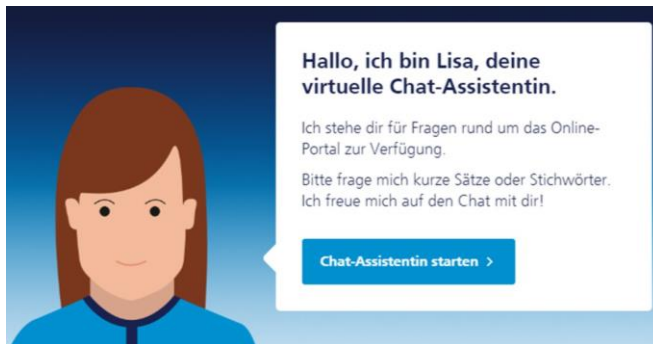 Hallo, ich bin Lisa, deine
virtuelle Chat-Assistentin.
Ich stehe dir für Fragen rund um das Online-
Portal zur Verfügung.
Bitte frage mich kurze Sätze oder Stichwörter.
Ich freue mich auf den Chat mit dir!
Chat-Assistentin starten >